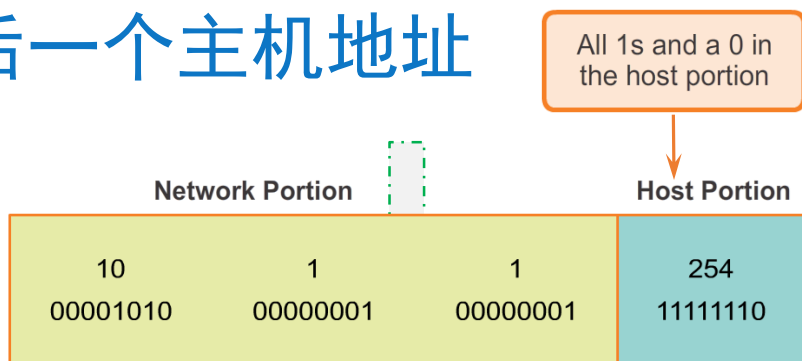 后一个主机地址
All 1s and a 0 in
the host portion
Network Portion
Host Portion
10 1 1 254
00001010 00000001 00000001 11111110